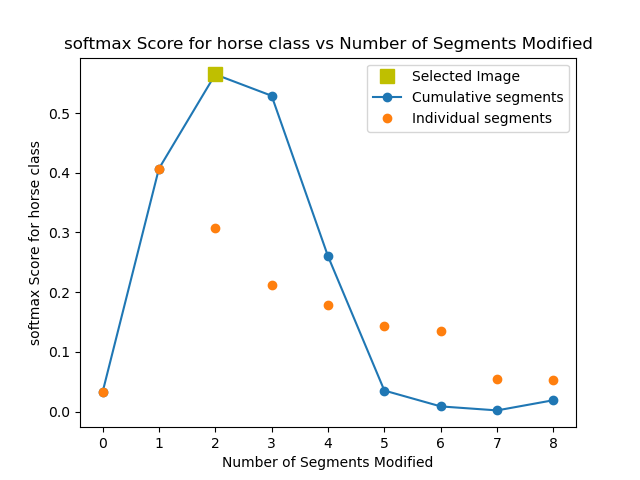 softmax Score for horse class vs Number of Segments Modified
Selected Image
Cumulative segments
Individual segments
softmax Score for horse class
0.5
0.4
0.3
0.2
0.1
0.0
0 1 2 3 4 5 6 7 8
Number of Segments Modified